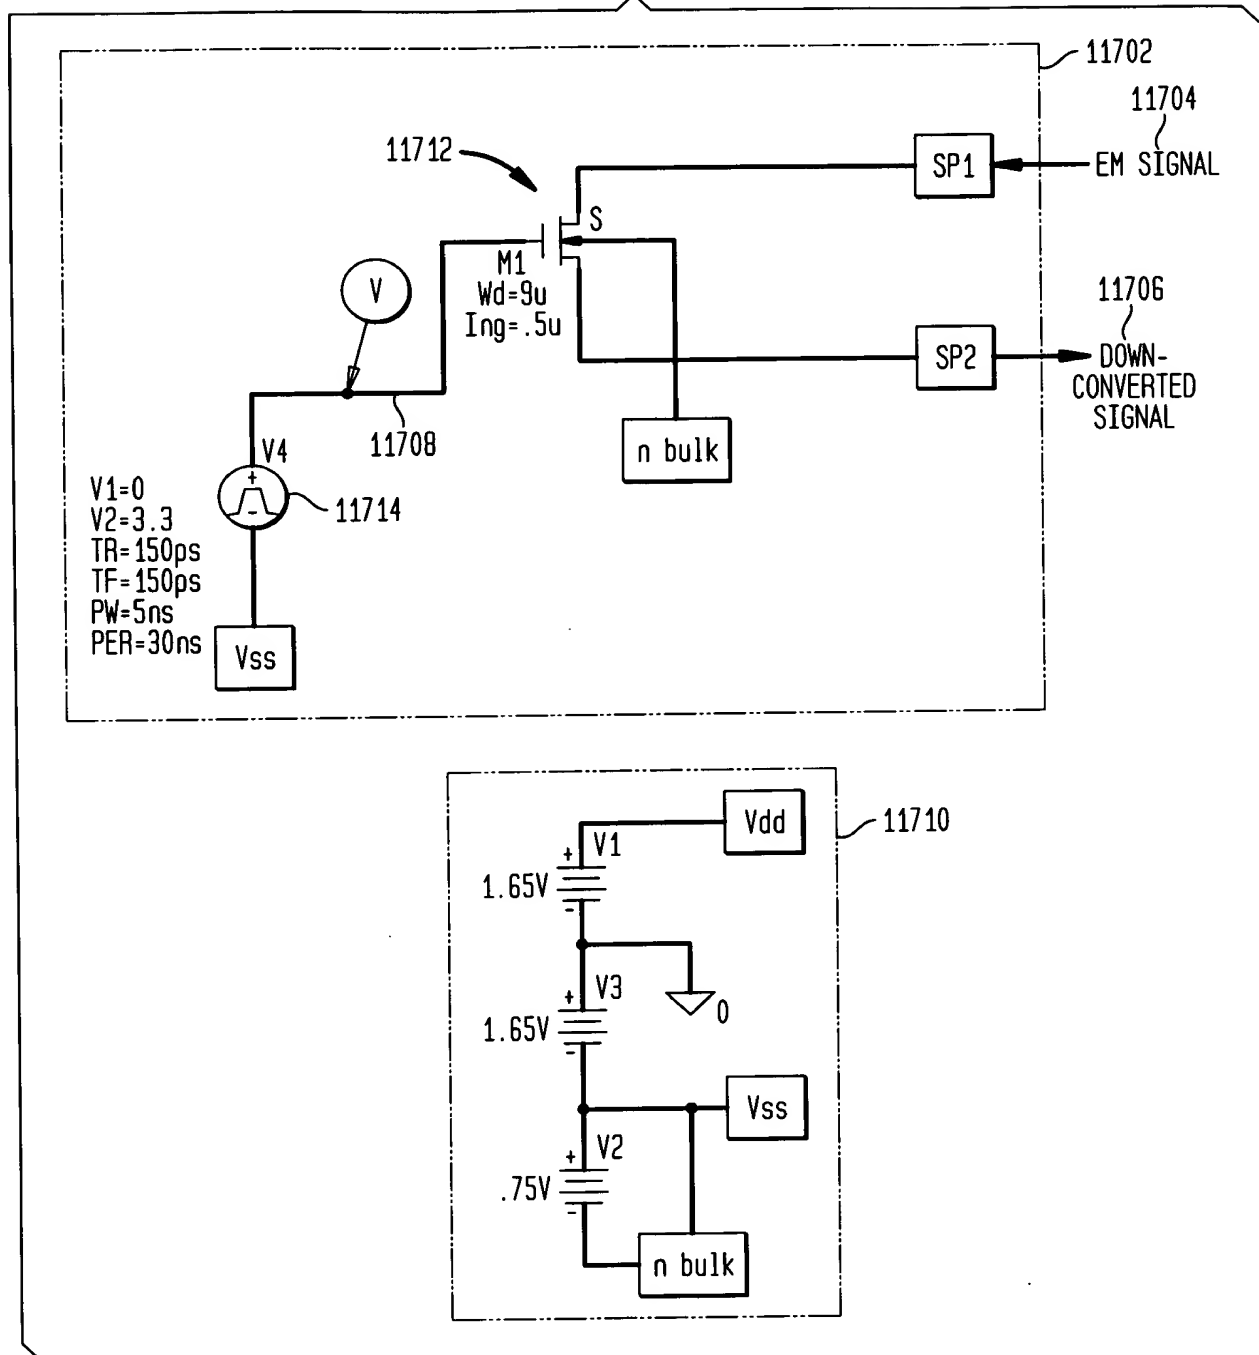 11702
11704
EM SIGNAL
11712
SP1
S
M1
Wd=9u
Ing=.5u
V
11706
DOWN-
CONVERTED
SIGNAL
SP2
11708
n bulk
V4
+
-
11714
V1=0
V2=3.3
TR=150ps
TF=150ps
PW=5ns
PER=30ns
Vss
11710
Vdd
+ V1
1.65V
-
0
+ V3
1.65V
-
Vss
+ V2
.75V
-
n bulk